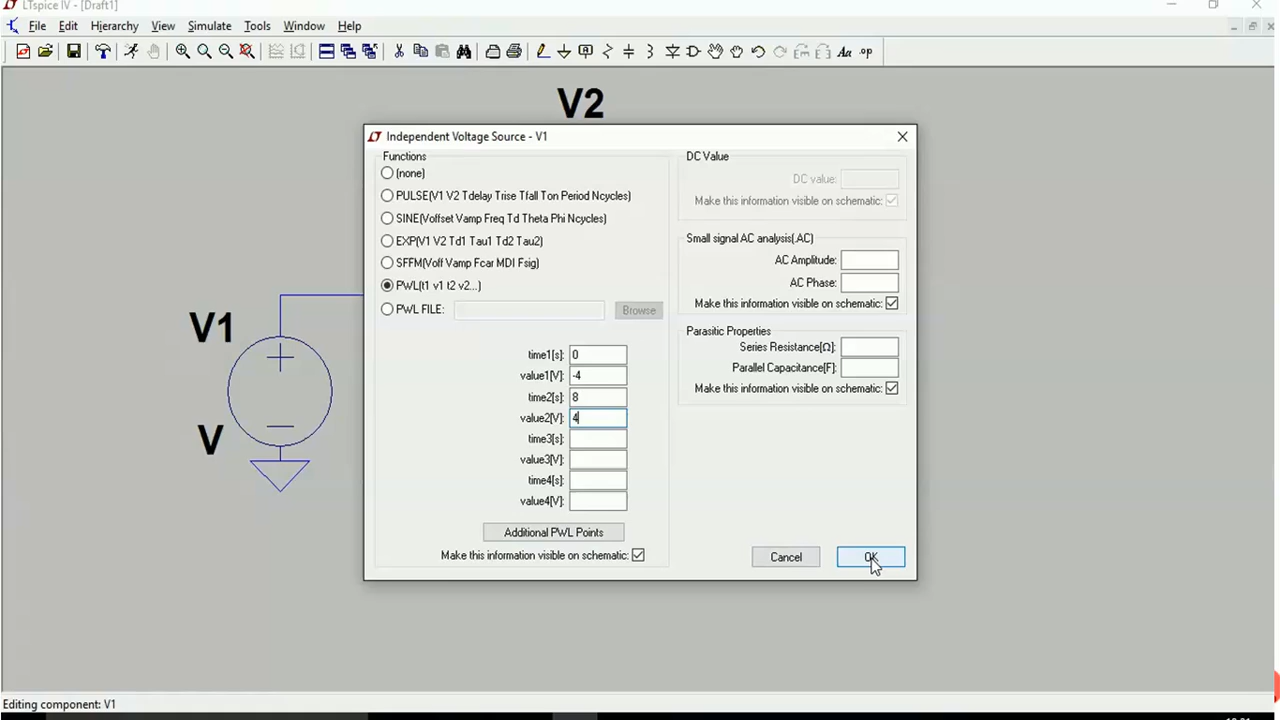 LTspice IV - [Draft1]
File Edit Hierarchy View Simulate Tools Window Help
Aa .op
V2
Independent Voltage Source - V1
Functions
(none)
PULSE(V1 V2 Tdelay Trise Tfall Ton Period Ncycles)
SINE(Voffset Vamp Freq Td Theta Phi Ncycles)
EXP(V1 V2 Td1 Tau1 Td2 Tau2)
SFFM(Voff Vamp Fcar MDI Fsig)
PWL(t1 v1 t2 v2...)
PWL FILE: Browse
time1[s]: 0
value1[V]: -4
time2[s]: 8
value2[V]: 4
time3[s]:
value3[V]:
time4[s]:
value4[V]:
Additional PWL Points
Make this information visible on schematic:
DC Value
DC value:
Make this information visible on schematic:
Small signal AC analysis(.AC)
AC Amplitude:
AC Phase:
Make this information visible on schematic:
Parasitic Properties
Series Resistance[Ω]:
Parallel Capacitance[F]:
Make this information visible on schematic:
Cancel OK
V1
V
Editing component: V1